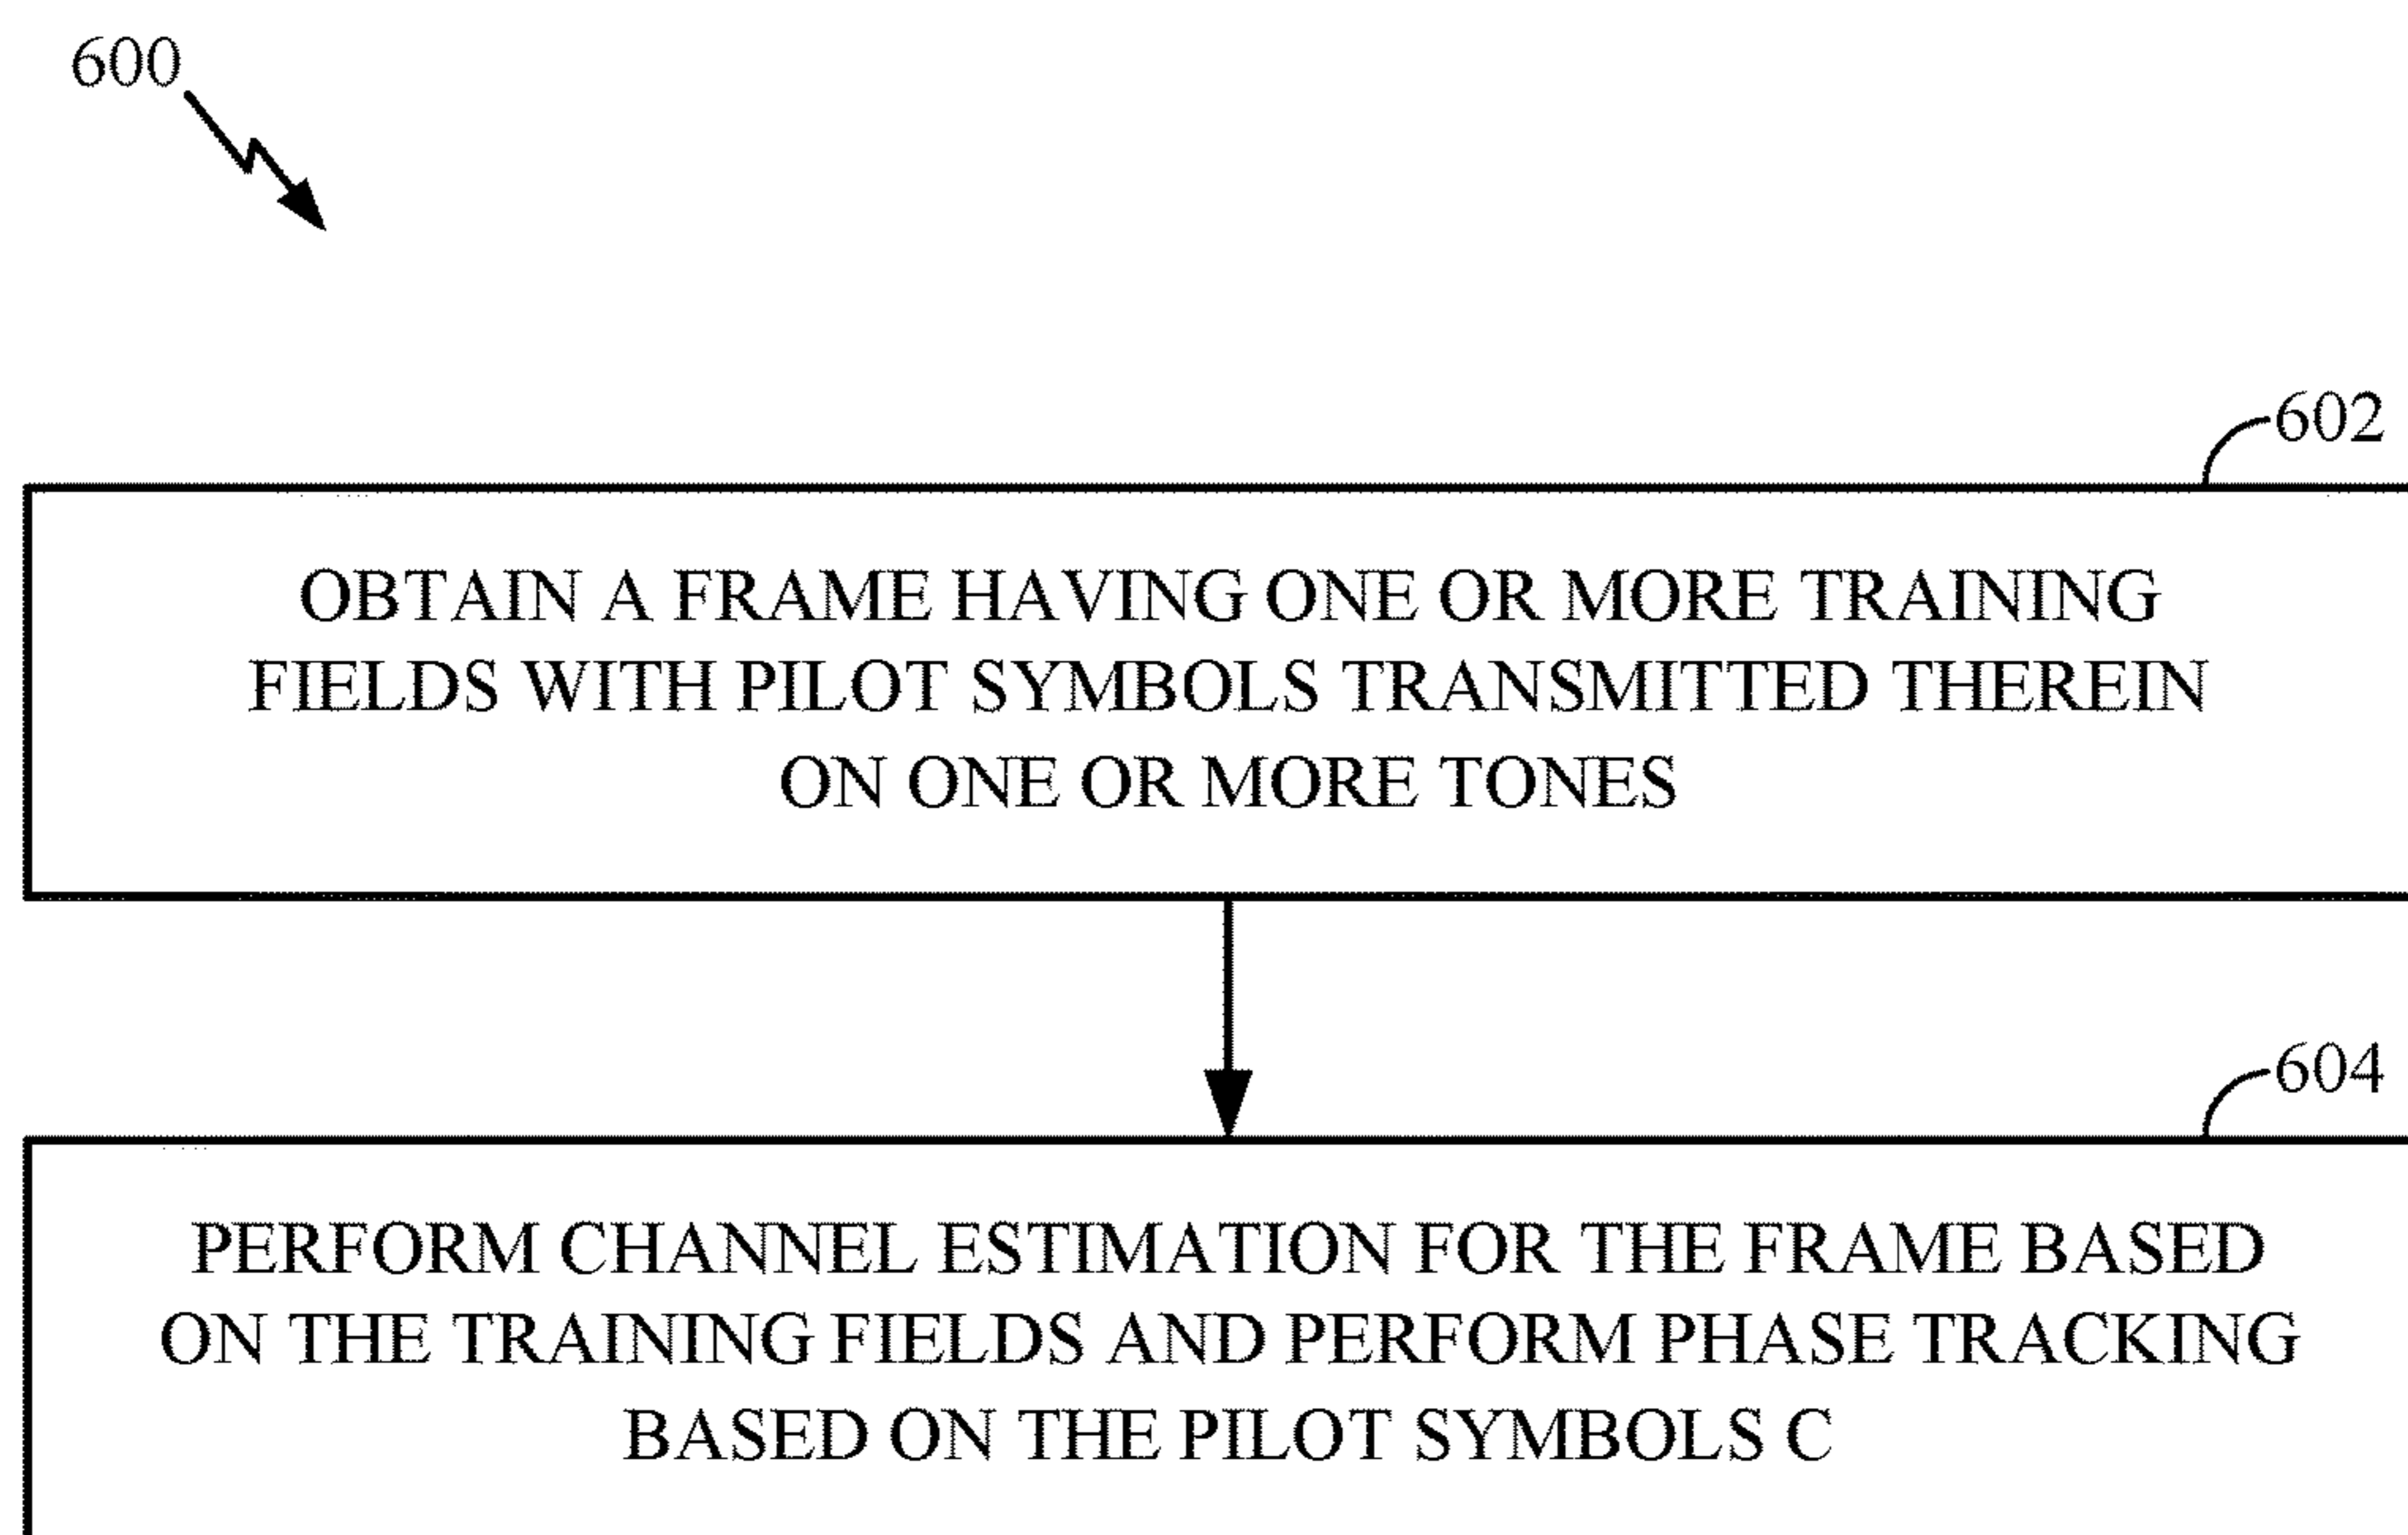 600
602
OBTAIN A FRAME HAVING ONE OR MORE TRAINING
FIELDS WITH PILOT SYMBOLS TRANSMITTED THEREIN
ON ONE OR MORE TONES
604
PERFORM CHANNEL ESTIMATION FOR THE FRAME BASED
ON THE TRAINING FIELDS AND PERFORM PHASE TRACKING
BASED ON THE PILOT SYMBOLS C